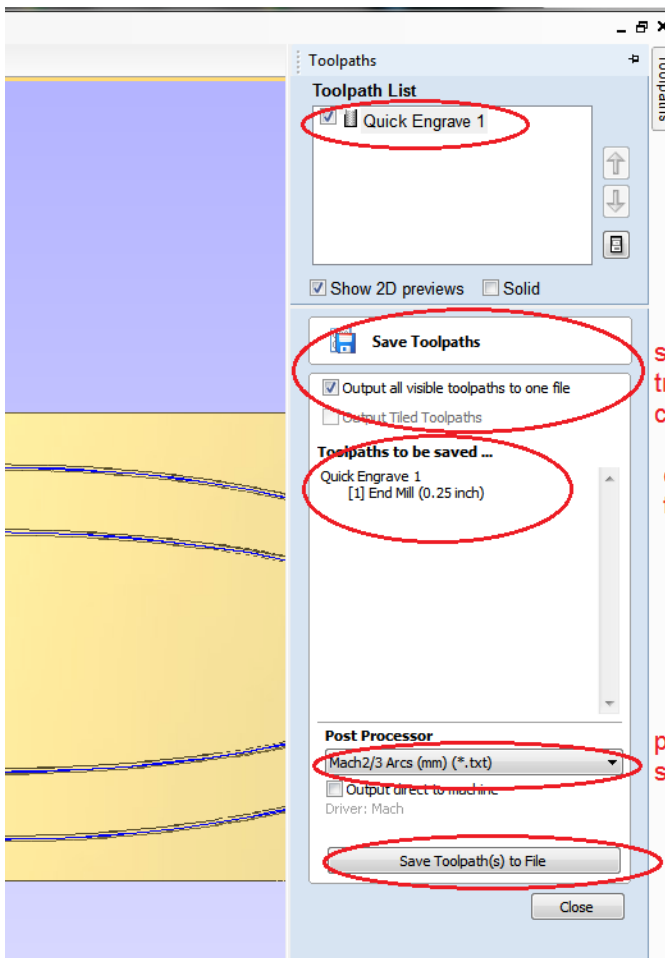 Toolpaths
Toolpaths
Toolpath List
Quick Engrave 1
Show 2D previews
Solid
Save Toolpaths
Output all visible toolpaths to one file
Output Tiled Toolpaths
Toolpaths to be saved ...
Quick Engrave 1
[1] End Mill (0.25 inch)
Post Processor
Mach2/3 Arcs (mm) (*.txt)
Output direct to machine
Driver: Mach
Save Toolpath(s) to File
Close